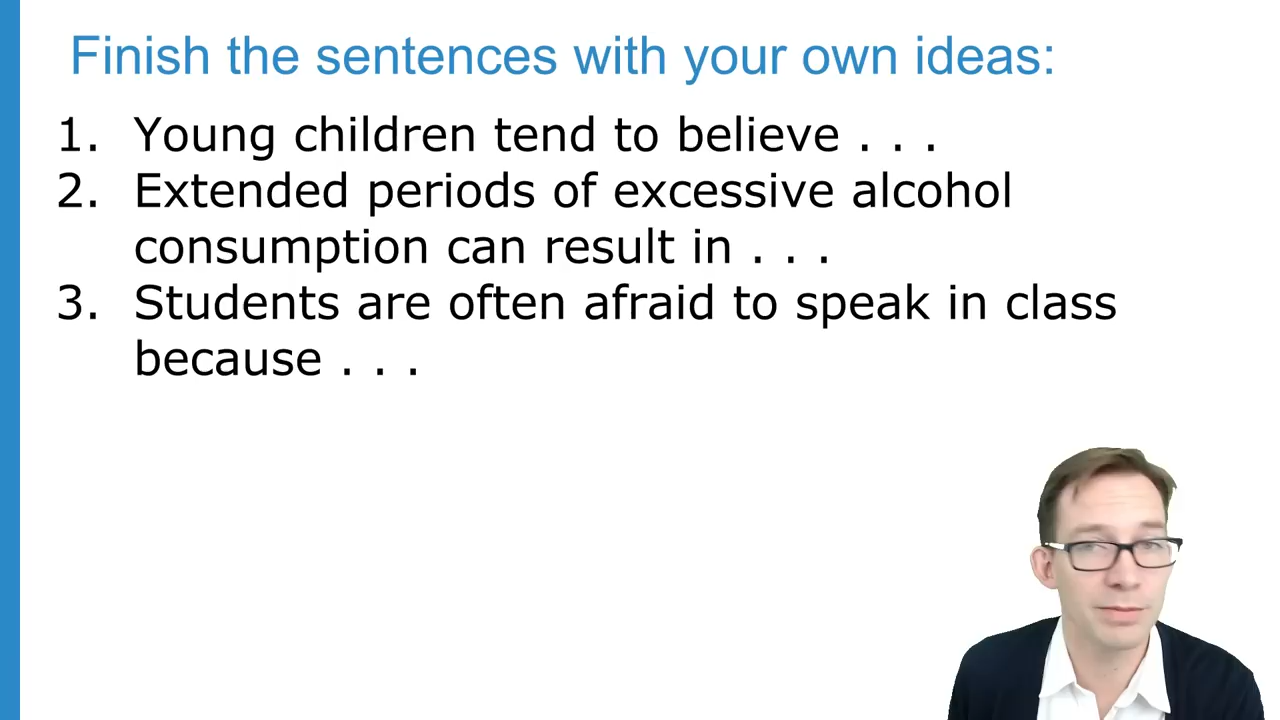 Finish the sentences with your own ideas:
1. Young children tend to believe . . .
2. Extended periods of excessive alcohol
consumption can result in . . .
3. Students are often afraid to speak in class
because . . .